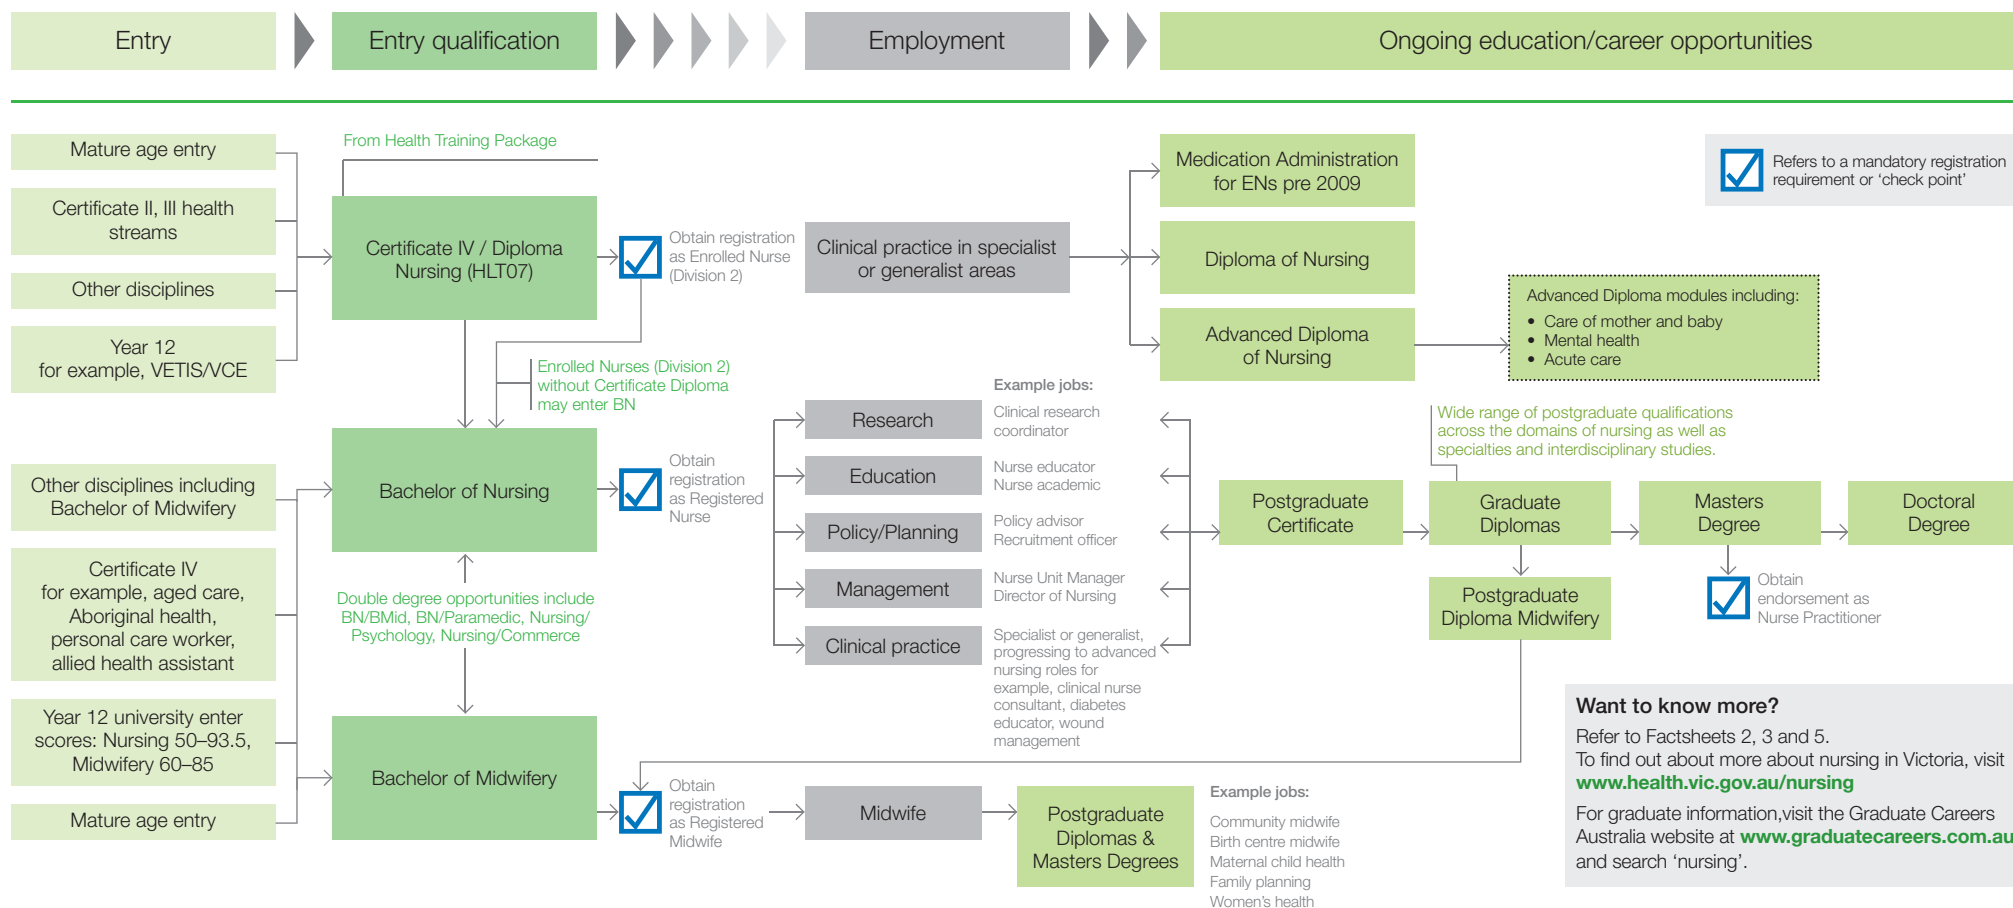 Entry
Entry qualification
Employment
Ongoing education/career opportunities
Mature age entry
Certificate II, III health
streams
Other disciplines
Year 12
for example, VETIS/VCE
From Health Training Package
Certificate IV / Diploma
Nursing (HLT07)
Obtain registration
as Enrolled Nurse
(Division 2)
Clinical practice in specialist
or generalist areas
Medication Administration
for ENs pre 2009
Diploma of Nursing
Advanced Diploma
of Nursing
Advanced Diploma modules including:
• Care of mother and baby
• Mental health
• Acute care
Refers to a mandatory registration
requirement or ‘check point’
Enrolled Nurses (Division 2)
without Certificate Diploma
may enter BN
Other disciplines including
Bachelor of Midwifery
Certificate IV
for example, aged care,
Aboriginal health,
personal care worker,
allied health assistant
Year 12 university enter
scores: Nursing 50–93.5,
Midwifery 60–85
Mature age entry
Bachelor of Nursing
Obtain
registration
as Registered
Nurse
Double degree opportunities include
BN/BMid, BN/Paramedic, Nursing/
Psychology, Nursing/Commerce
Bachelor of Midwifery
Obtain
registration
as Registered
Midwife
Example jobs:
Research
Clinical research
coordinator
Education
Nurse educator
Nurse academic
Policy/Planning
Policy advisor
Recruitment officer
Management
Nurse Unit Manager
Director of Nursing
Clinical practice
Specialist or generalist,
progressing to advanced
nursing roles for
example, clinical nurse
consultant, diabetes
educator, wound
management
Wide range of postgraduate qualifications
across the domains of nursing as well as
specialties and interdisciplinary studies.
Postgraduate
Certificate
Graduate
Diplomas
Masters
Degree
Doctoral
Degree
Postgraduate
Diploma Midwifery
Obtain
endorsement as
Nurse Practitioner
Midwife
Postgraduate
Diplomas &
Masters Degrees
Example jobs:
Community midwife
Birth centre midwife
Maternal child health
Family planning
Women’s health
Want to know more?
Refer to Factsheets 2, 3 and 5.
To find out about more about nursing in Victoria, visit
www.health.vic.gov.au/nursing
For graduate information,visit the Graduate Careers
Australia website at www.graduatecareers.com.au
and search ‘nursing’.